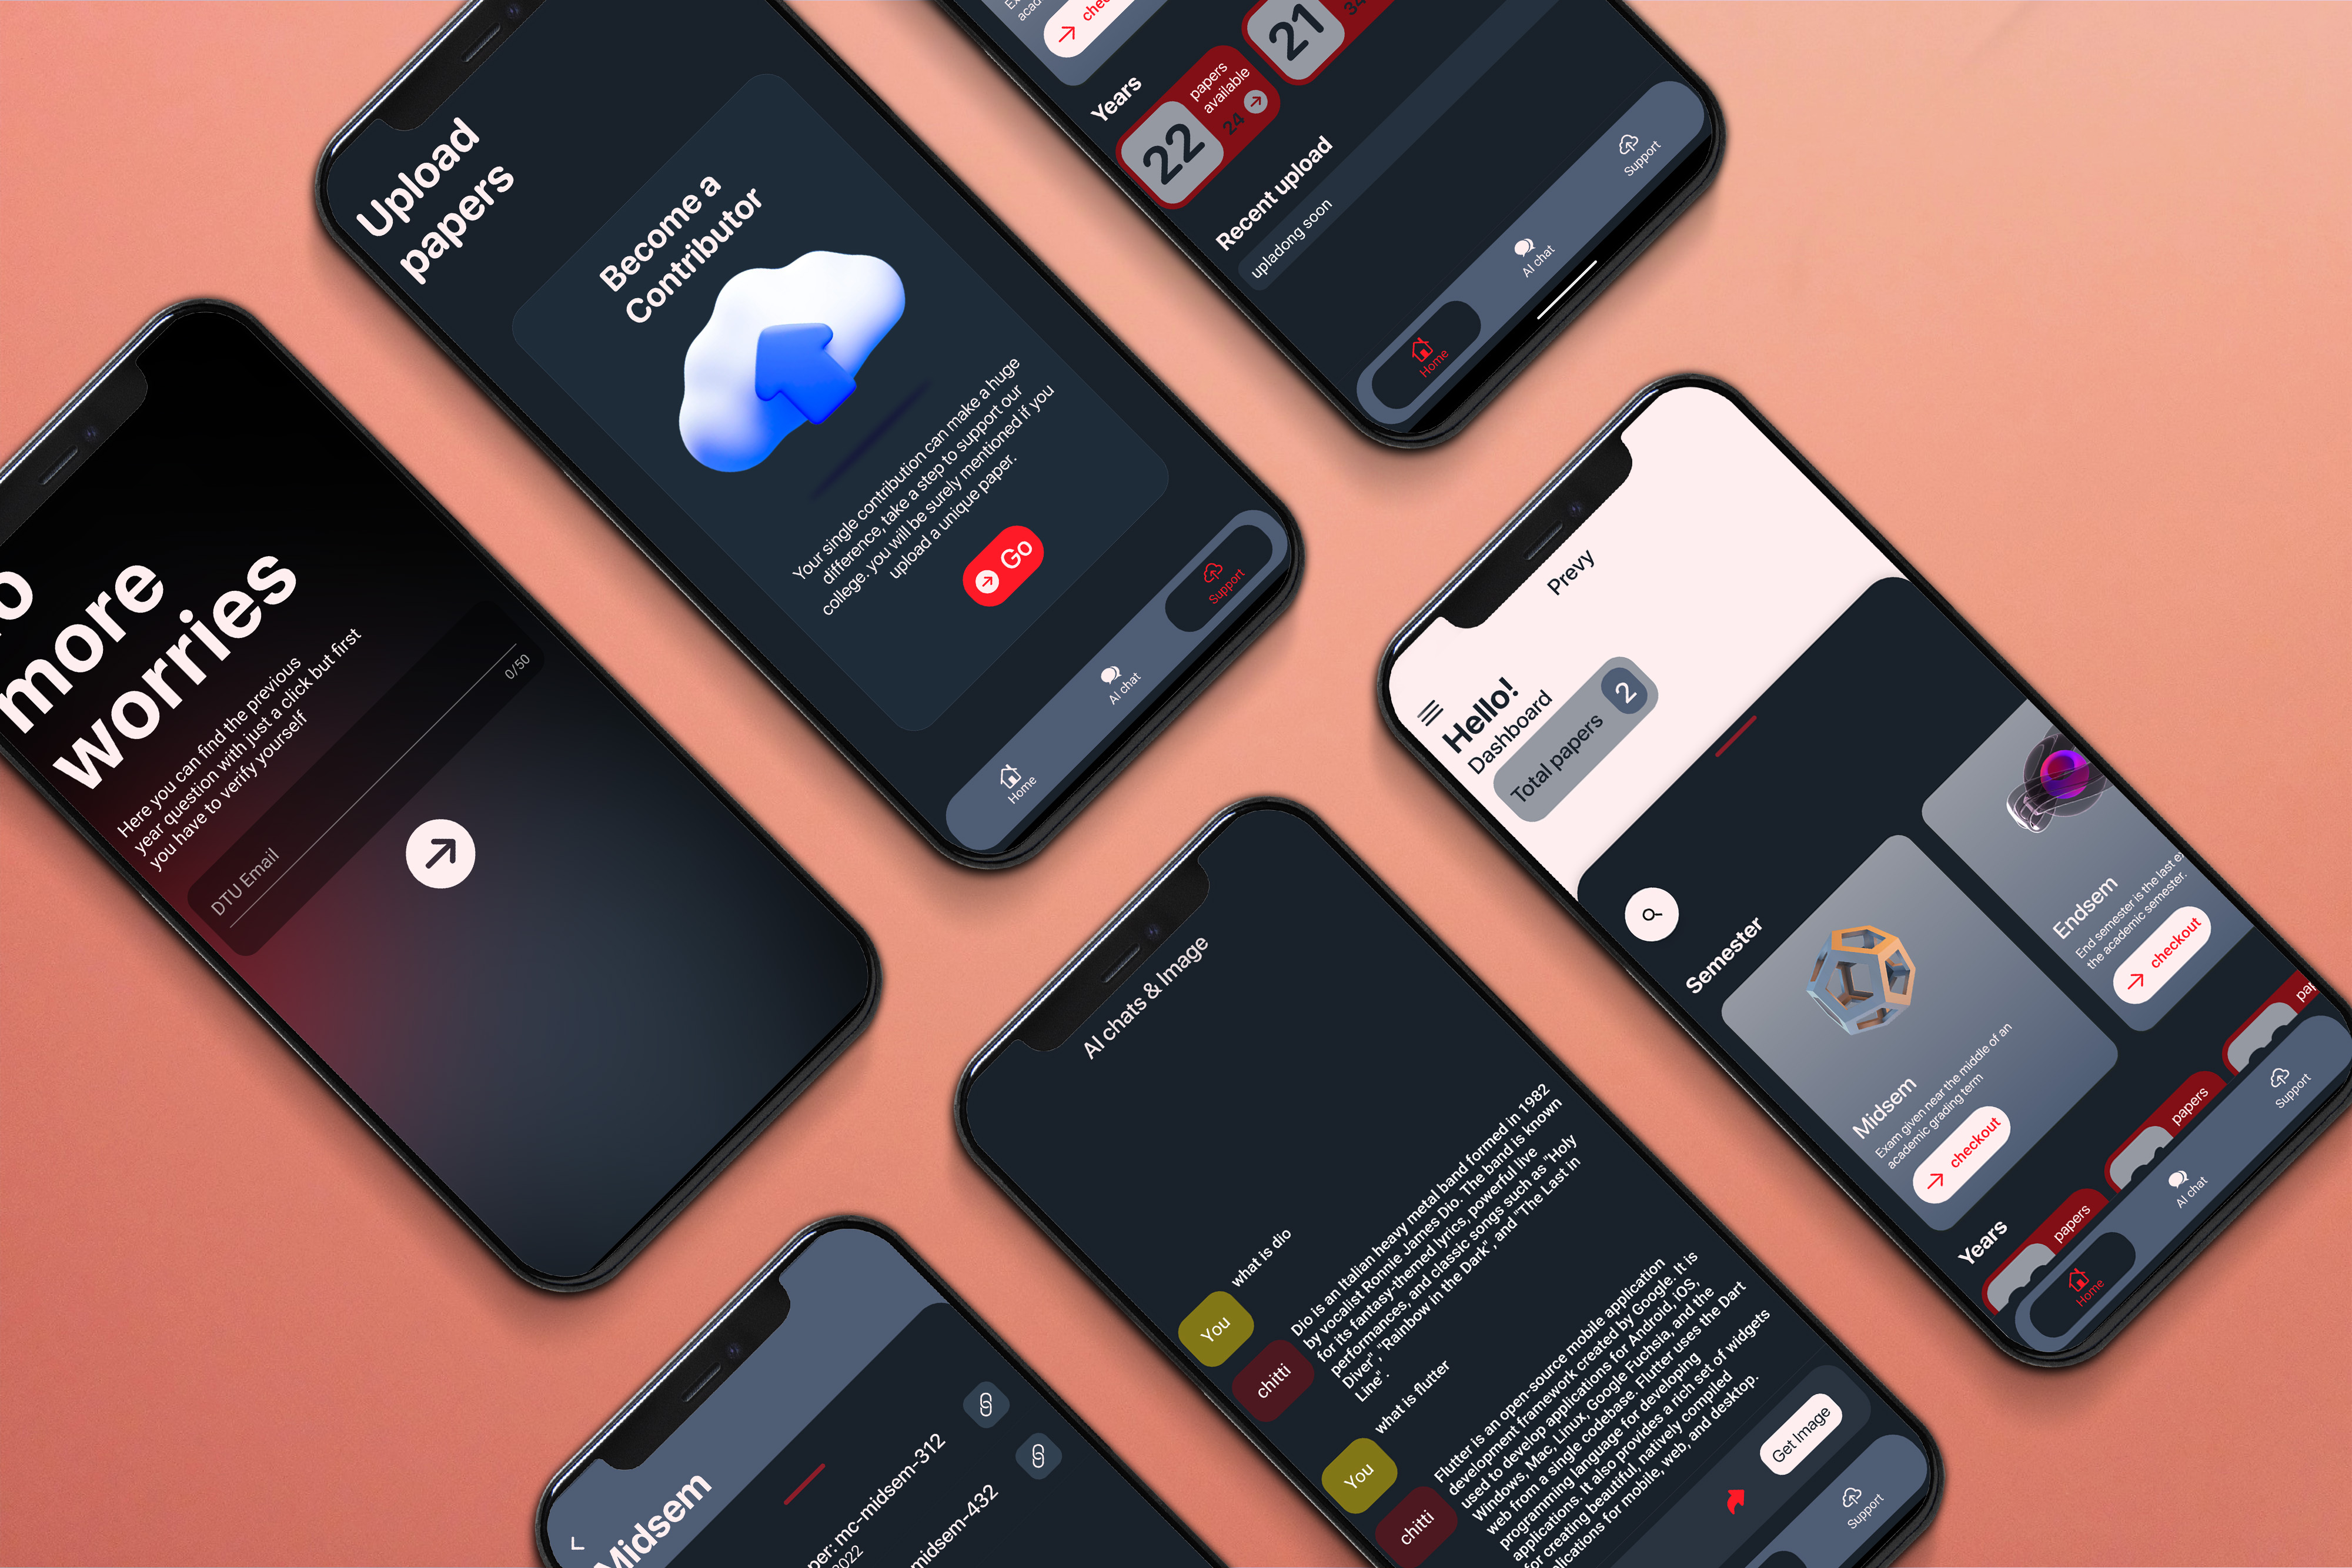 o
more
worries
Here you can find the previous
year question with just a click but first
you have to verify yourself
DTU Email
0/50
Upload
papers
Become a
Contributor
Your single contribution can make a huge
difference, take a step to support our
college. you will be surely mentioned if you
upload a unique paper.
Go
Home
AI chat
Support
checkout
Years
22
papers
available
24
21
34
Recent upload
upladong soon
Home
AI chat
Support
Prevy
Hello!
Dashboard
Total papers
2
Semester
Midsem
Exam given near the middle of an
academic grading term
checkout
Endsem
End semester is the last e
the academic semester.
checkout
Years
papers
papers
pap
Home
AI chat
Support
AI chats & Image
You
what is dio
chitti
Dio is an Italian heavy metal band formed in 1982
by vocalist Ronnie James Dio. The band is known
for its fantasy-themed lyrics, powerful live
performances, and classic songs such as "Holy
Diver", "Rainbow in the Dark", and "The Last in
Line".
You
what is flutter
chitti
Flutter is an open-source mobile application
development framework created by Google. It is
used to develop applications for Android, iOS,
Windows, Mac, Linux, Google Fuchsia, and the
web from a single codebase. Flutter uses the Dart
programming language for developing
applications. It also provides a rich set of widgets
for creating beautiful, natively compiled
plications for mobile, web, and desktop.
Get Image
Support
Midsem
per: mc-midsem-312
2022
midsem-432